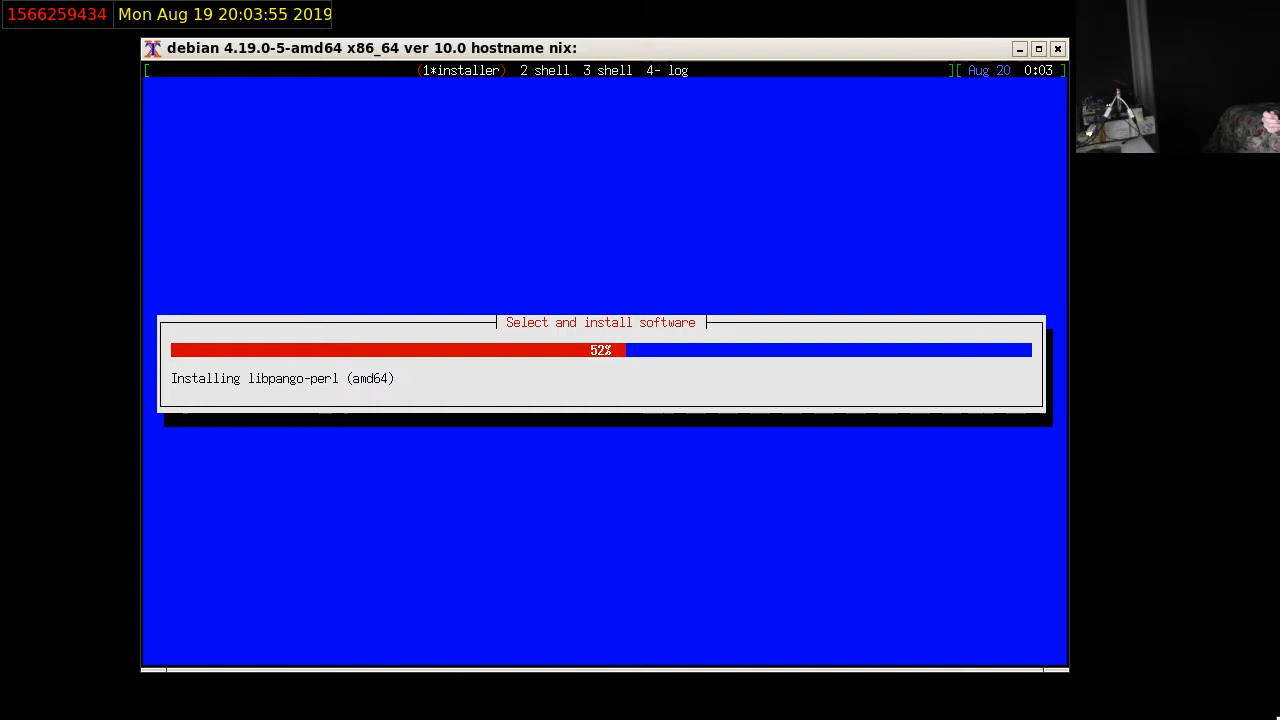 1566259434 Mon Aug 19 20:03:55 2019
debian 4.19.0-5-amd64 x86_64 ver 10.0 hostname nix:
[ (1*installer) 2 shell 3 shell 4- log ][ Aug 20 0:03 ]
Select and install software
52%
Installing libpango-perl (amd64)